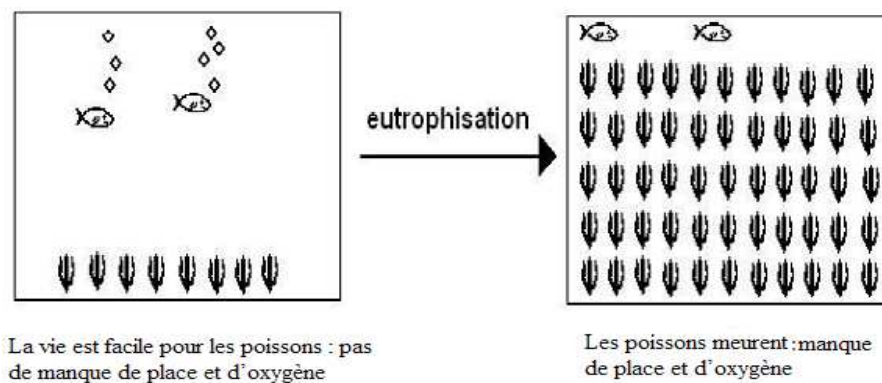 eutrophisation
La vie est facile pour les poissons : pas
de manque de place et d'oxygène
Les poissons meurent : manque
de place et d'oxygène